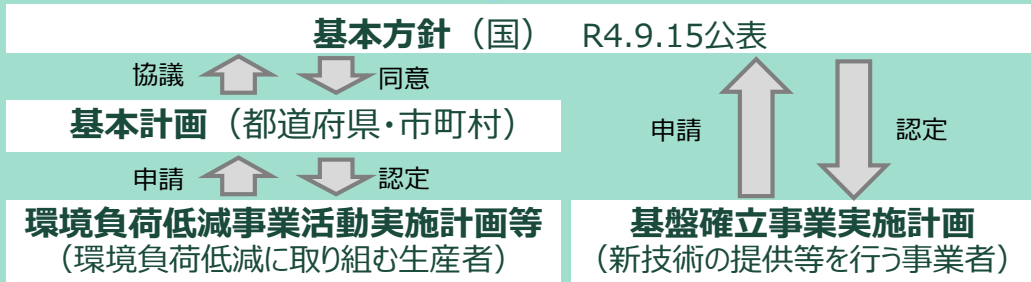 基本方針（国） R4.9.15公表
協議 同意
基本計画（都道府県・市町村）
申請 認定
申請 認定
環境負荷低減事業活動実施計画等
（環境負荷低減に取り組む生産者）
基盤確立事業実施計画
（新技術の提供等を行う事業者）